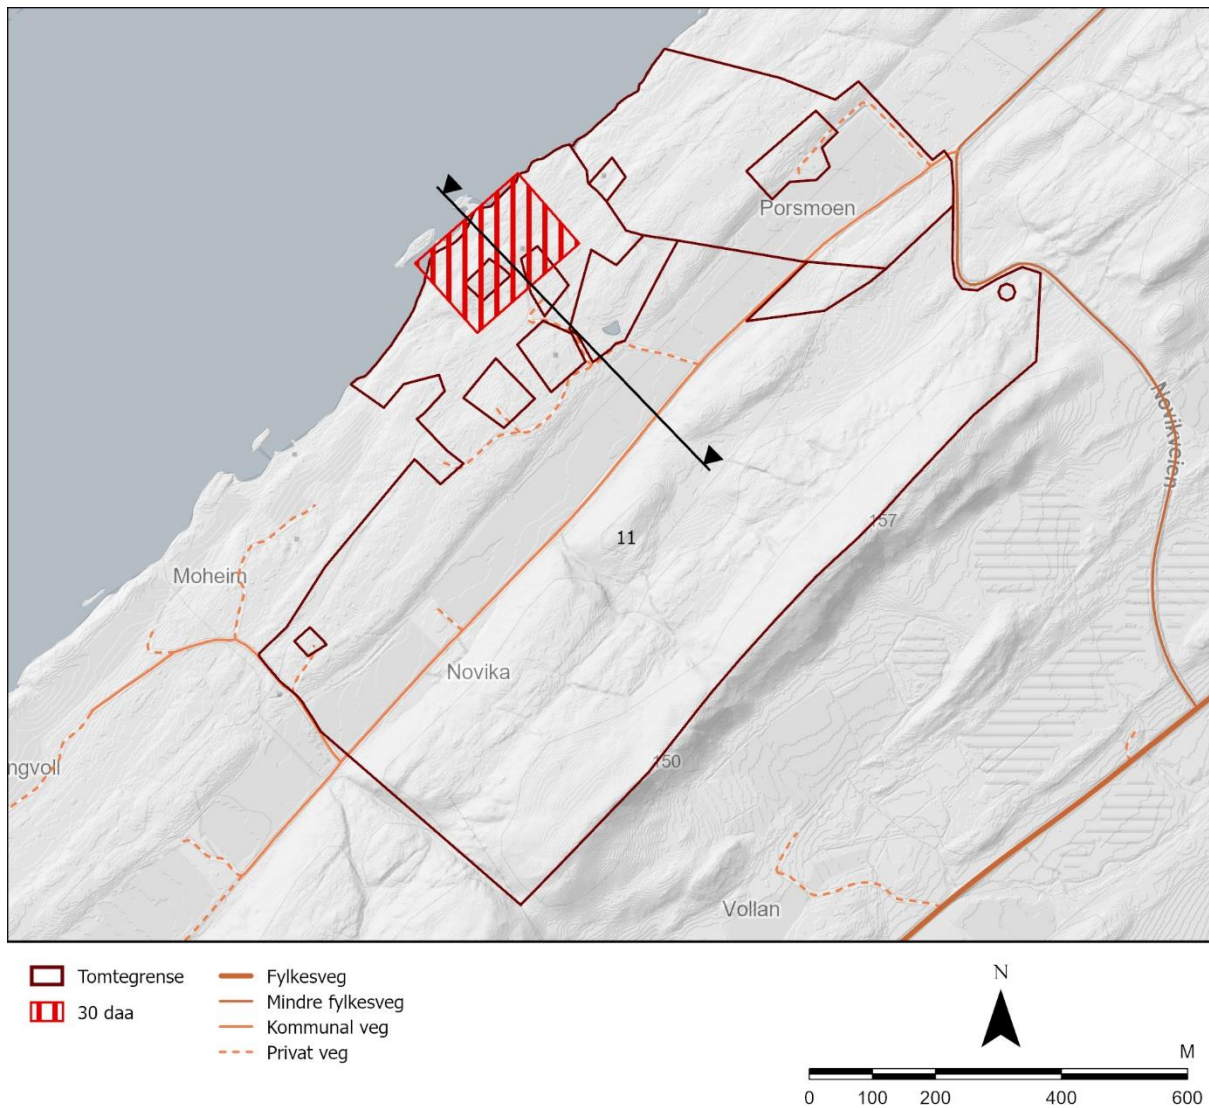 Porsmoen
Novikveien
157
11
Moheim
Novika
150
ngvoll
Vollan
Tomtegrense
30 daa
Fylkesveg
Mindre fylkesveg
Kommunal veg
Privat veg
N
M
0 100 200 400 600